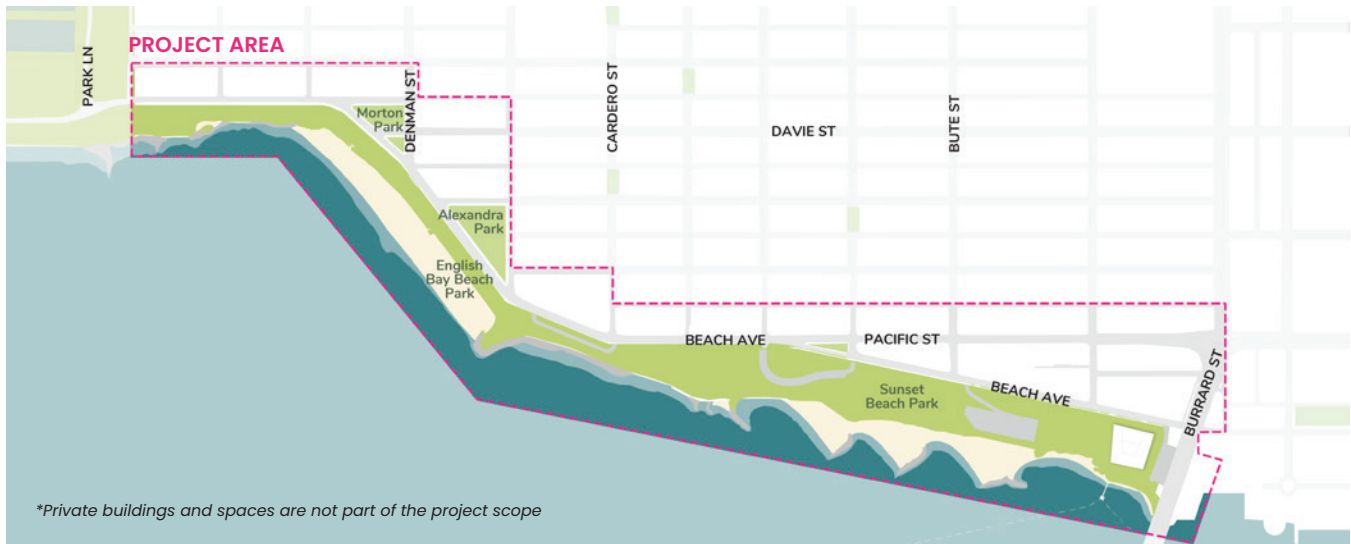 PROJECT AREA
PARK LN
DENMAN ST
CARDERO ST
DAVIE ST
BUTE ST
Morton
Park
Alexandra
Park
English
Bay Beach
Park
BEACH AVE
PACIFIC ST
Sunset
Beach Park
BEACH AVE
BURRARD ST
*Private buildings and spaces are not part of the project scope